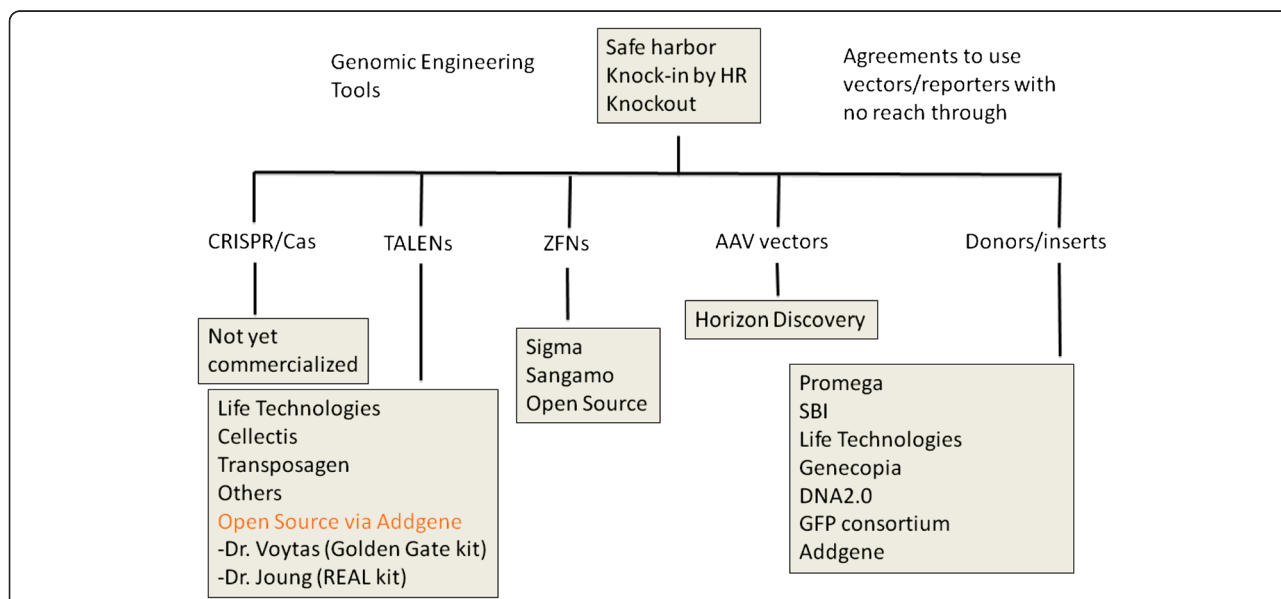 Genomic Engineering
Tools
Safe harbor
Knock-in by HR
Knockout
Agreements to use
vectors/reporters with
no reach through
CRISPR/Cas
TALENs
ZFNs
AAV vectors
Donors/inserts
Not yet
commercialized
Life Technologies
Cellectis
Transposagen
Others
Open Source via Addgene
-Dr. Voytas (Golden Gate kit)
-Dr. Joung (REAL kit)
Sigma
Sangamo
Open Source
Horizon Discovery
Promega
SBI
Life Technologies
Genecopia
DNA2.0
GFP consortium
Addgene